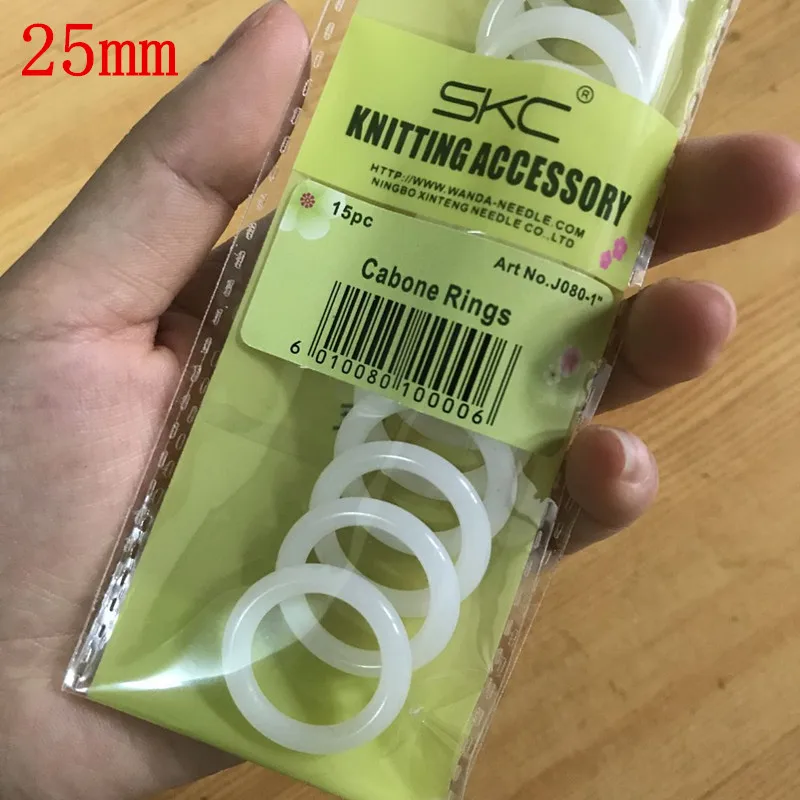 25mm
SKC®
KNITTING ACCESSORY
HTTP://WWW.WANDA-NEEDLE.COM
NINGBO XINTENG NEEDLE CO.,LTD
15pc
Art No.J080-1"
Cabone Rings
6 010080 100006